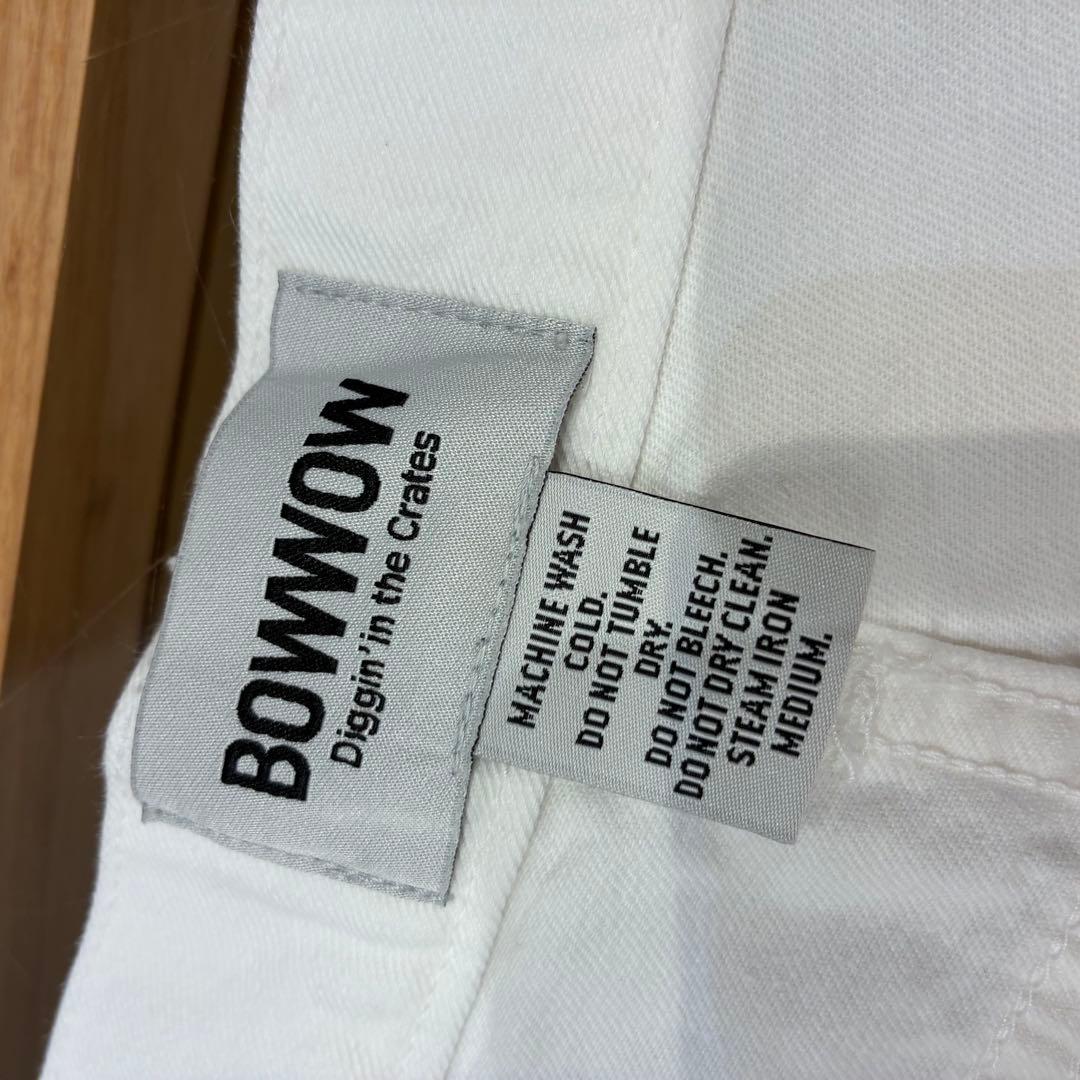 BOWWOW
Diggin' in the Crates
MACHINE WASH
COLD.
DO NOT TUMBLE
DRY.
DO NOT BLEECH.
DO NOT DRY CLEAN.
STEAM IRON
MEDIUM.